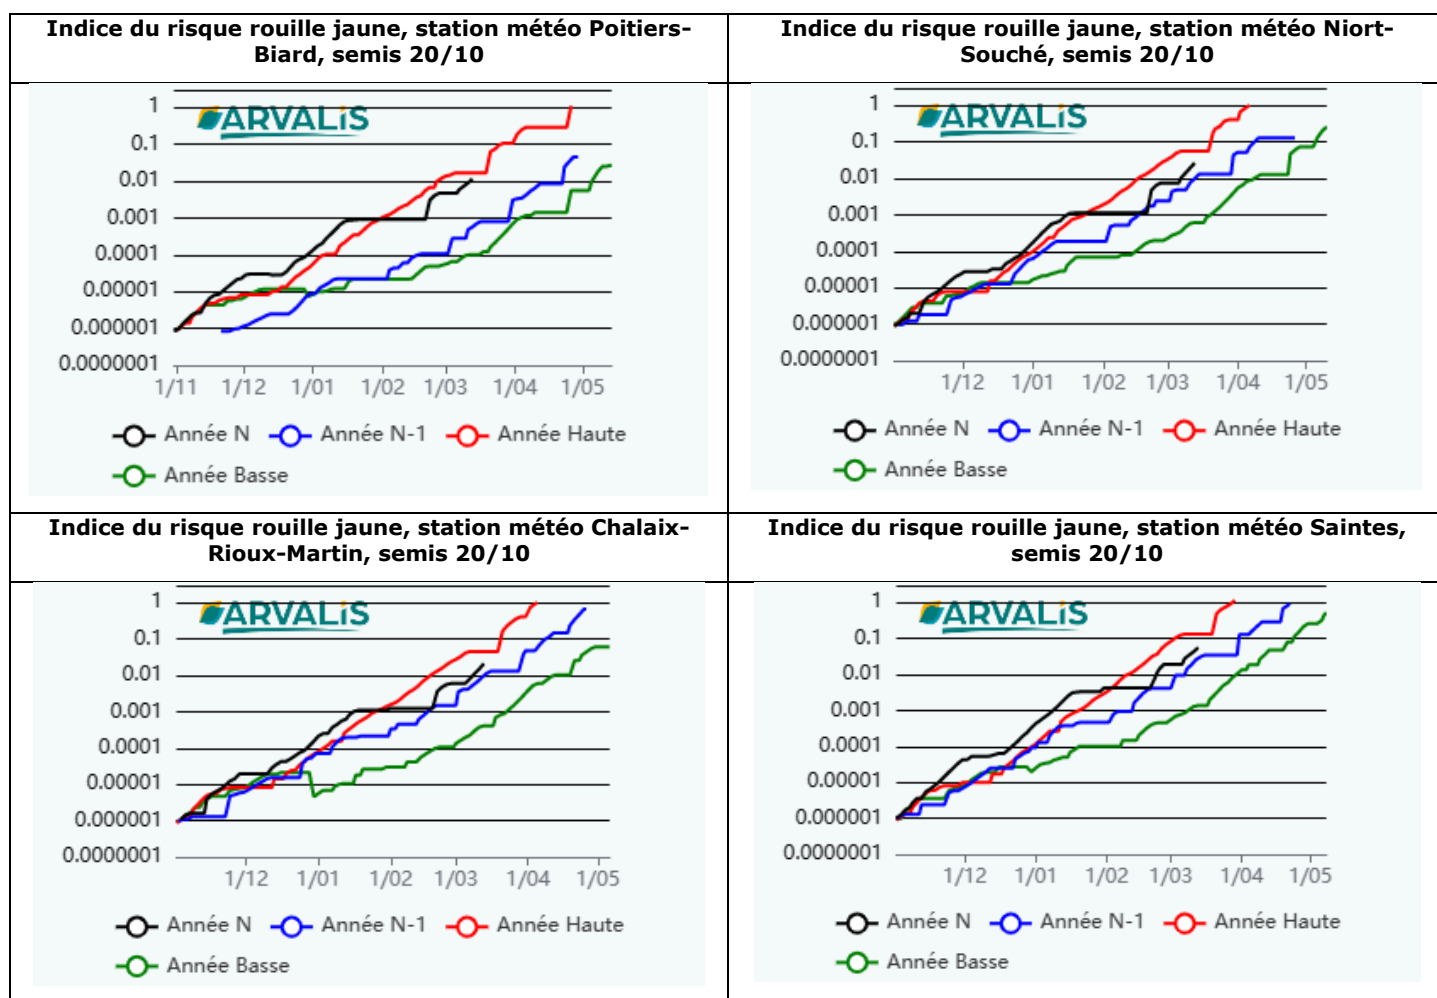 Indice du risque rouille jaune, station météo Poitiers-
Biard, semis 20/10
ARVALIS
1
0.1
0.01
0.001
0.0001
0.00001
0.000001
0.0000001
1/11 1/12 1/01 1/02 1/03 1/04 1/05
Année N Année N-1 Année Haute
Année Basse
Indice du risque rouille jaune, station météo Niort-
Souché, semis 20/10
ARVALIS
1
0.1
0.01
0.001
0.0001
0.00001
0.000001
0.0000001
1/12 1/01 1/02 1/03 1/04 1/05
Année N Année N-1 Année Haute
Année Basse
Indice du risque rouille jaune, station météo Chalaix-
Rioux-Martin, semis 20/10
ARVALIS
1
0.1
0.01
0.001
0.0001
0.00001
0.000001
0.0000001
1/12 1/01 1/02 1/03 1/04 1/05
Année N Année N-1 Année Haute
Année Basse
Indice du risque rouille jaune, station météo Saintes,
semis 20/10
ARVALIS
1
0.1
0.01
0.001
0.0001
0.00001
0.000001
0.0000001
1/12 1/01 1/02 1/03 1/04 1/05
Année N Année N-1 Année Haute
Année Basse